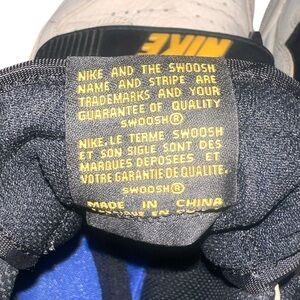 NIKE
NIKE AND THE SWOOSH
NAME AND STRIPE ARE
TRADEMARKS AND YOUR
GUARANTEE OF QUALITY
SWOOSH®
NIKE, LE TERME SWOOSH
ET SON SIGLE SONT DES
MARQUES DEPOSÉES ET
VOTRE GARANTIE DE QUALITE.
SWOOSH®
MADE IN CHINA